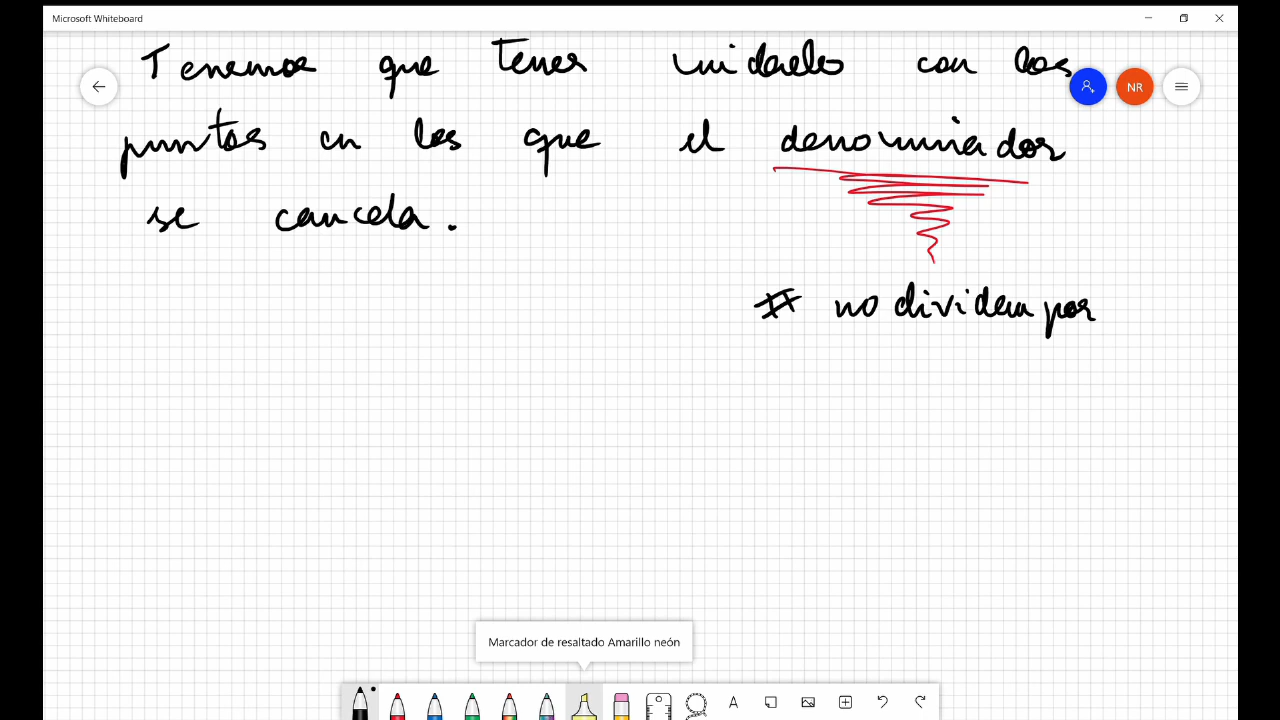 Microsoft Whiteboard
Tenemos que tener cuidado con los
NR
puntos en los que el denominador
se cancela.
# no dividen por
Marcador de resaltado Amarillo neón
A